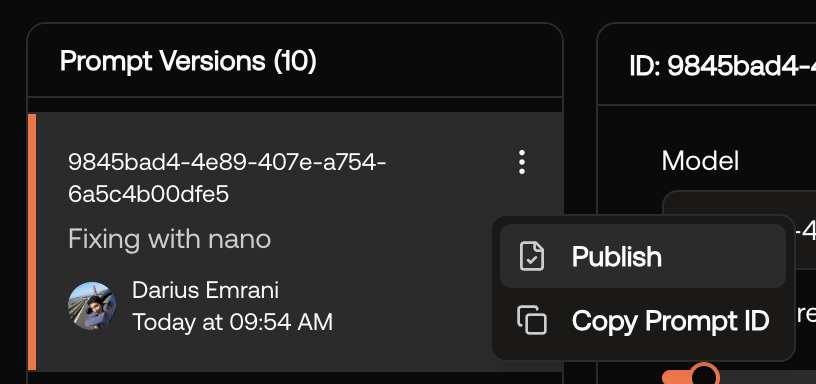 Prompt Versions (10)
9845bad4-4e89-407e-a754-
6a5c4b00dfe5
Fixing with nano
Darius Emrani
Today at 09:54 AM
ID: 9845bad4-4
Model
-4
Publish
Copy Prompt ID
re